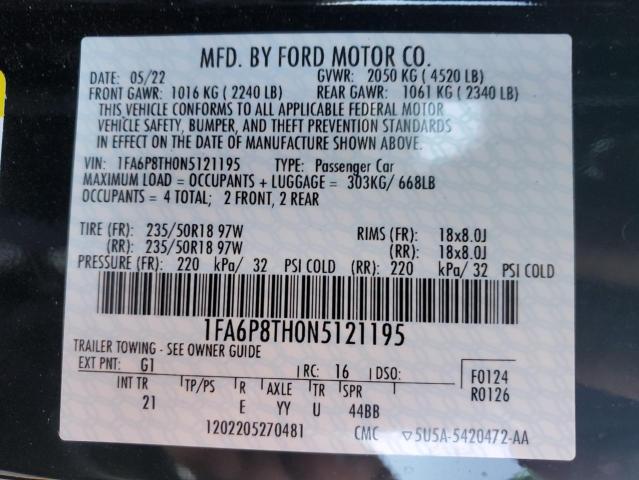 MFD. BY FORD MOTOR CO.
DATE: 05/22 GVWR: 2050 KG ( 4520 LB)
FRONT GAWR: 1016 KG ( 2240 LB) REAR GAWR: 1061 KG ( 2340 LB)
THIS VEHICLE CONFORMS TO ALL APPLICABLE FEDERAL MOTOR
VEHICLE SAFETY, BUMPER, AND THEFT PREVENTION STANDARDS
IN EFFECT ON THE DATE OF MANUFACTURE SHOWN ABOVE.
VIN: 1FA6P8TH0N5121195 TYPE: Passenger Car
MAXIMUM LOAD = OCCUPANTS + LUGGAGE = 303KG/ 668LB
OCCUPANTS = 4 TOTAL; 2 FRONT, 2 REAR
TIRE (FR): 235/50R18 97W RIMS (FR): 18x8.0J
(RR): 235/50R18 97W (RR): 18x8.0J
PRESSURE (FR): 220 kPa/ 32 PSI COLD (RR): 220 kPa/ 32 PSI COLD
1FA6P8TH0N5121195
TRAILER TOWING - SEE OWNER GUIDE
EXT PNT: G1 RC: 16 DSO: F0124
INT TR TP/PS R AXLE TR SPR R0126
21 E YY U 44BB
1202205270481 CMC ▽5U5A-5420472-AA